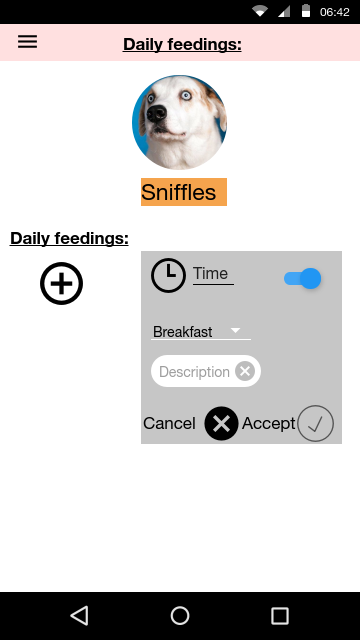 06:42
Daily feedings:
Sniffles
Daily feedings:
Time
Breakfast
Description
Cancel Accept